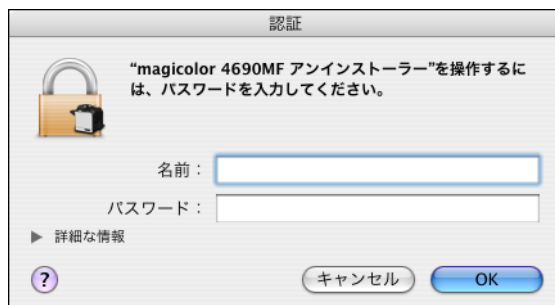 認証
“magicolor 4690MF アンインストーラー”を操作するに
は、パスワードを入力してください。
名前：
パスワード：
▶ 詳細な情報
?
キャンセル
OK